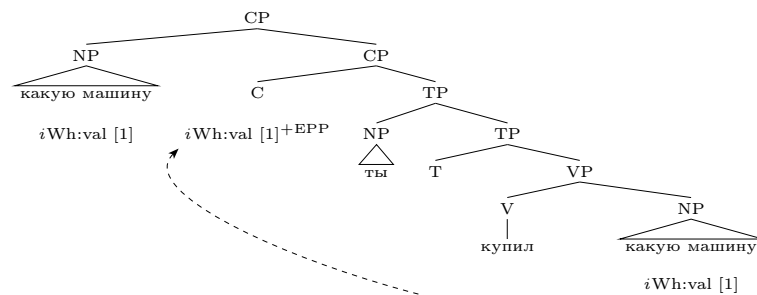 CP
NP CP
какую машину C TP
iWh:val [1] iWh:val [1]+EPP NP TP
ты T VP
V NP
купил какую машину
iWh:val [1]